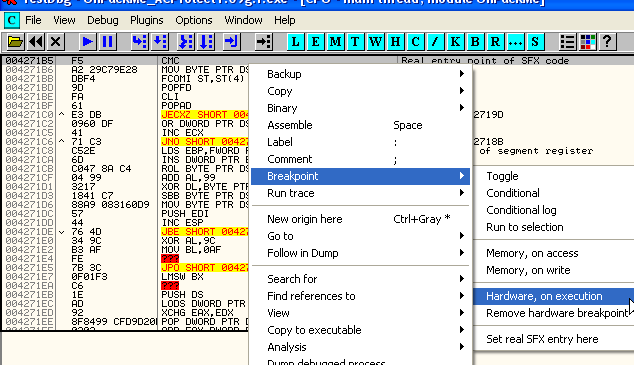 TestDbg - UnPackMe_ACProtect1.09g.f.exe - [CPU - main thread, module UnPackMe]
C File View Debug Plugins Options Window Help
L E M T W H C / K B R ... S ?
004271B5 F5 CMC Real entry point of SFX code
004271B6 A2 29C79E28 MOV BYTE PTR DS
004271BB DBF4 FCOMI ST,ST(4)
004271BD 9D POPFD
004271BE FA CLI
004271BF 61 POPAD
004271C0 ^ E3 DB JECXZ SHORT 004 2719D
004271C2 0960 DF OR DWORD PTR DS
004271C5 41 INC ECX
004271C6 ^ 71 C3 JNO SHORT 00427 2718B
004271C8 C52E LDS EBP,FWORD P of segment register
004271CA 6D INS DWORD PTR E
004271CB C047 8A C4 ROL BYTE PTR DS
004271CF 04 99 ADD AL,99
004271D1 3217 XOR DL,BYTE PTR
004271D3 1841 C7 SBB BYTE PTR DS
004271D6 88A9 083160D9 MOV BYTE PTR DS
004271DC 57 PUSH EDI
004271DD 44 INC ESP
004271DE 76 4D JBE SHORT 00427
004271E0 34 9C XOR AL,9C
004271E2 B3 AF MOV BL,0AF
004271E4 FE ???
004271E5 7B 3C JPO SHORT 00427
004271E7 0F01F3 LMSW BX
004271EA C6 ???
004271EB 1E PUSH DS
004271EC AD LODS DWORD PTR
004271ED 92 XCHG EAX,EDX
004271EE 8F8499 CFD9D20 POP DWORD PTR D
Backup
Copy
Binary
Assemble Space
Label :
Comment ;
Breakpoint
Run trace
New origin here Ctrl+Gray *
Go to
Follow in Dump
Search for
Find references to
View
Copy to executable
Analysis
Dump debugged process
Toggle
Conditional
Conditional log
Run to selection
Memory, on access
Memory, on write
Hardware, on execution
Remove hardware breakpoint
Set real SFX entry here